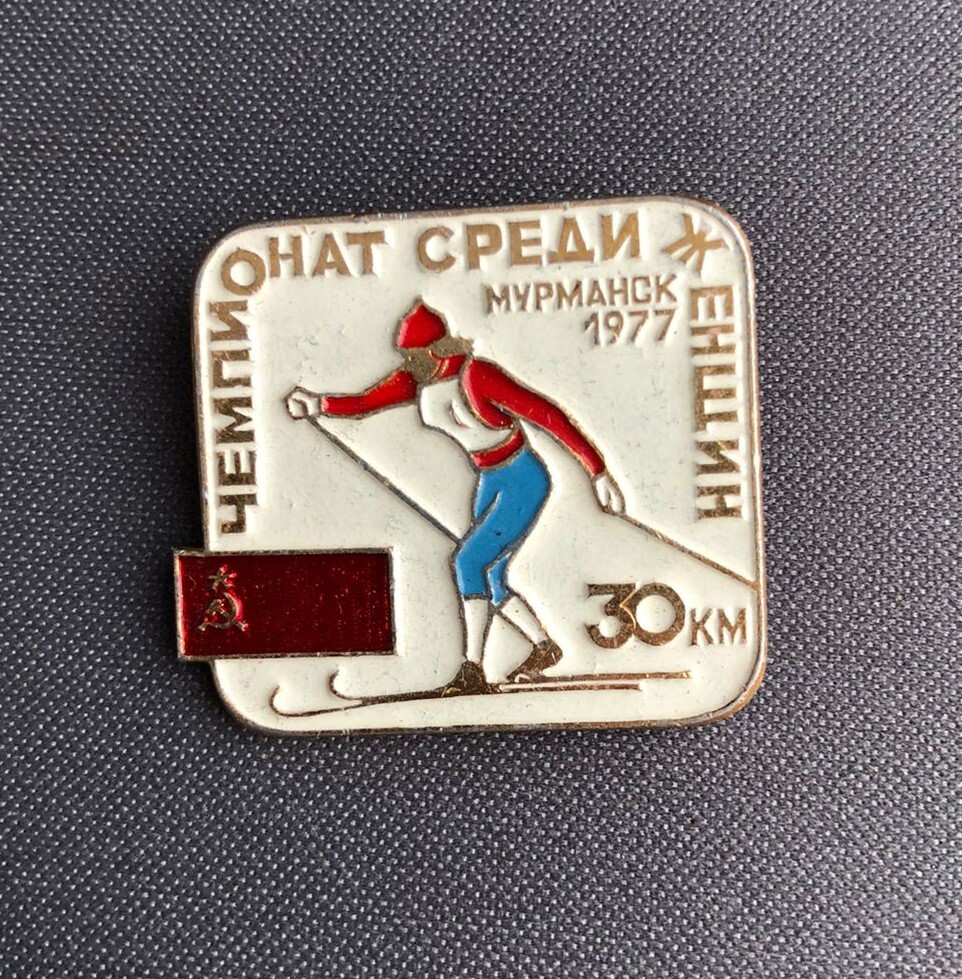 ЧЕМПИОНАТ СРЕДИ ЖЕНЩИН
МУРМАНСК
1977
30 КМ